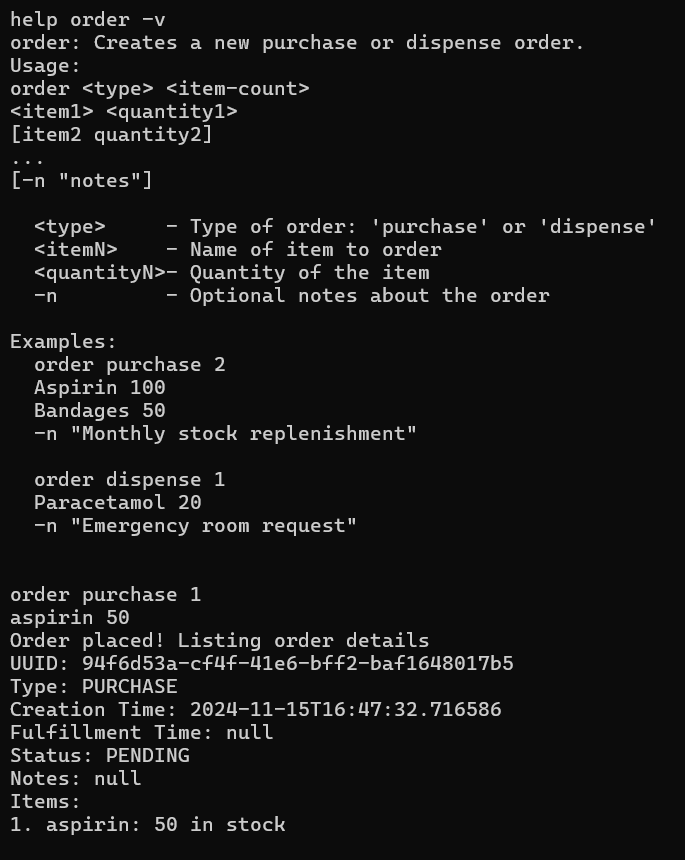 help order -v
order: Creates a new purchase or dispense order.
Usage:
order <type> <item-count>
<item1> <quantity1>
[item2 quantity2]
...
[-n "notes"]
<type>     - Type of order: 'purchase' or 'dispense'
<itemN>    - Name of item to order
<quantityN>- Quantity of the item
-n         - Optional notes about the order
Examples:
order purchase 2
Aspirin 100
Bandages 50
-n "Monthly stock replenishment"
order dispense 1
Paracetamol 20
-n "Emergency room request"
order purchase 1
aspirin 50
Order placed! Listing order details
UUID: 94f6d53a-cf4f-41e6-bff2-baf1648017b5
Type: PURCHASE
Creation Time: 2024-11-15T16:47:32.716586
Fulfillment Time: null
Status: PENDING
Notes: null
Items:
1. aspirin: 50 in stock